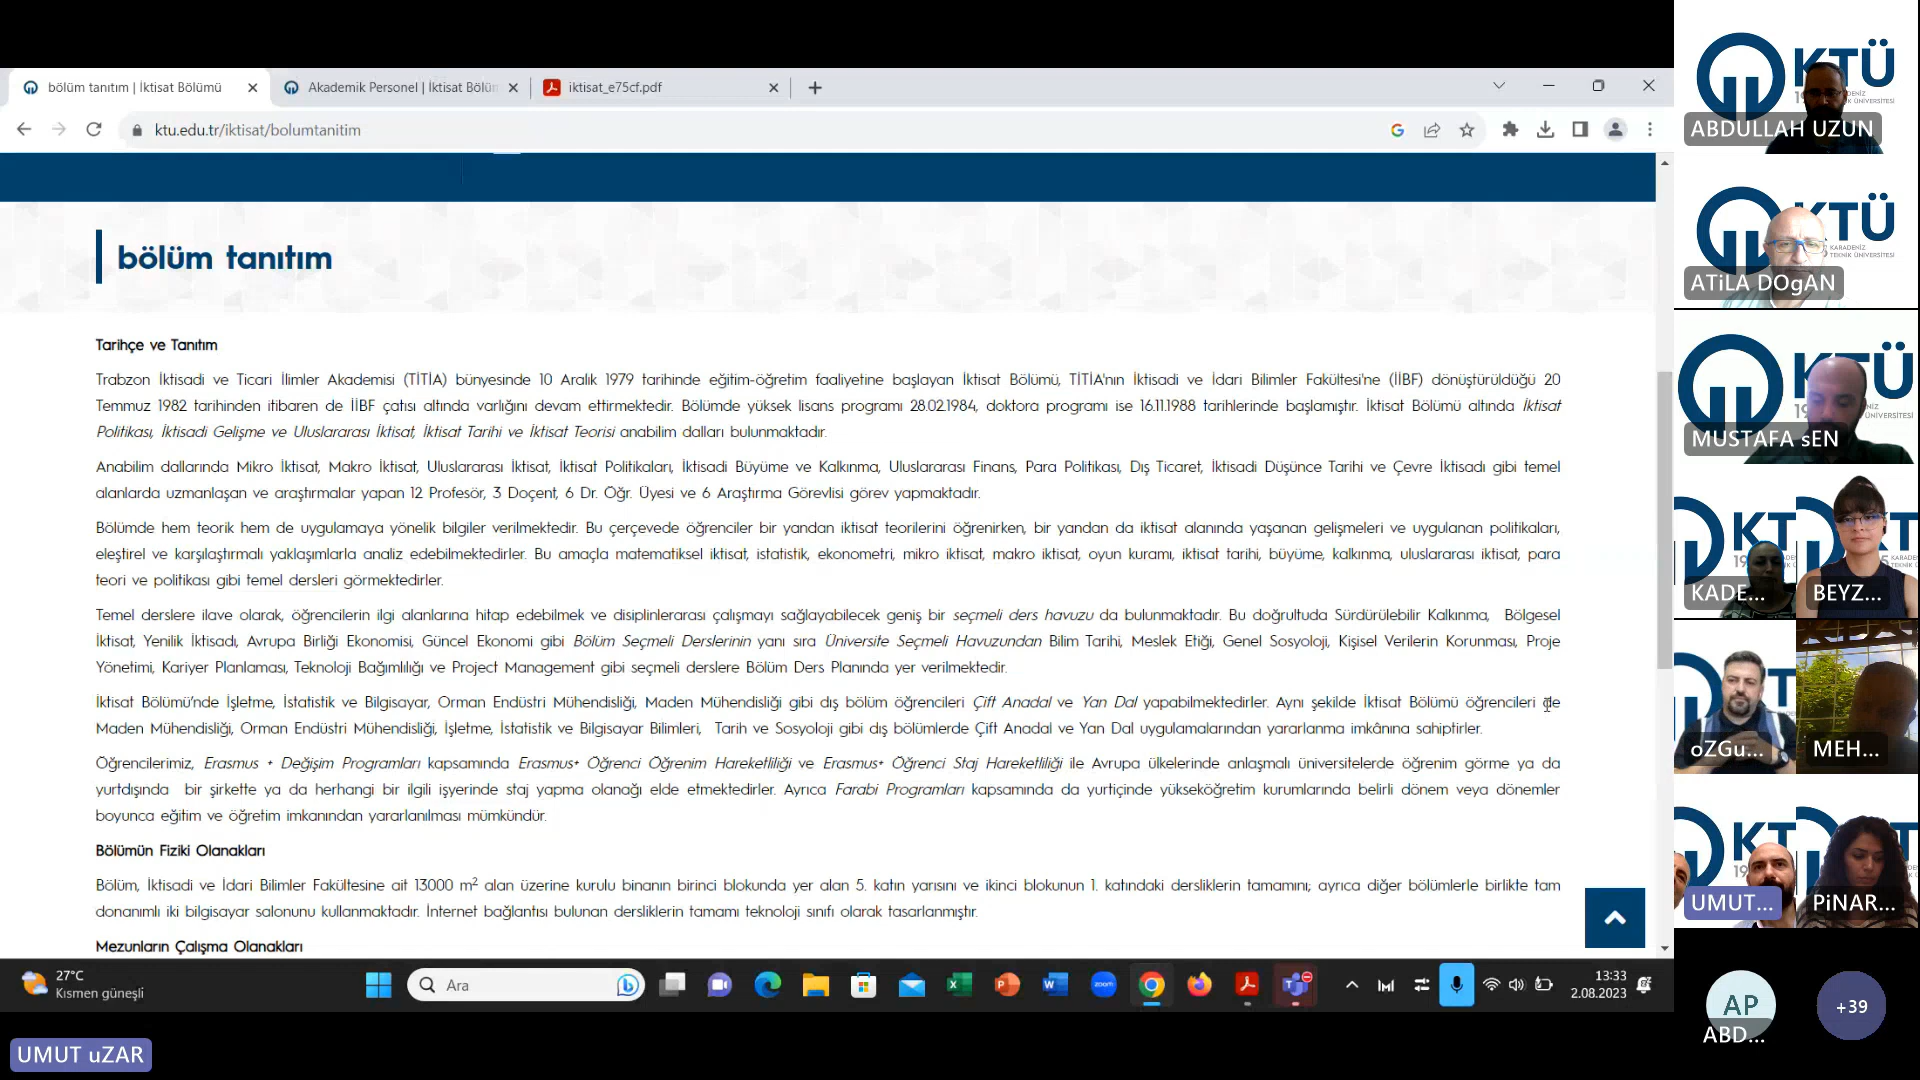 bölüm tanıtım | İktisat Bölümü
Akademik Personel | İktisat Bölü
iktisat_e75cf.pdf
ktu.edu.tr/iktisat/bolumtanitim
bölüm tanıtım
Tarihçe ve Tanıtım
Trabzon İktisadi ve Ticari İlimler Akademisi (TİTİA) bünyesinde 10 Aralık 1979 tarihinde eğitim-öğretim faaliyetine başlayan İktisat Bölümü, TİTİA'nın İktisadi ve İdari Bilimler Fakültesi'ne (İİBF) dönüştürüldüğü 20
Temmuz 1982 tarihinden itibaren de İİBF çatısı altında varlığını devam ettirmektedir. Bölümde yüksek lisans programı 28.02.1984, doktora programı ise 16.11.1988 tarihlerinde başlamıştır. İktisat Bölümü altında İktisat
Politikası, İktisadi Gelişme ve Uluslararası İktisat, İktisat Tarihi ve İktisat Teorisi anabilim dalları bulunmaktadır.
Anabilim dallarında Mikro İktisat, Makro İktisat, Uluslararası İktisat, İktisat Politikaları, İktisadi Büyüme ve Kalkınma, Uluslararası Finans, Para Politikası, Dış Ticaret, İktisadi Düşünce Tarihi ve Çevre İktisadı gibi temel
alanlarda uzmanlaşan ve araştırmalar yapan 12 Profesör, 3 Doçent, 6 Dr. Öğr. Üyesi ve 6 Araştırma Görevlisi görev yapmaktadır.
Bölümde hem teorik hem de uygulamaya yönelik bilgiler verilmektedir. Bu çerçevede öğrenciler bir yandan iktisat teorilerini öğrenirken, bir yandan da iktisat alanında yaşanan gelişmeleri ve uygulanan politikaları,
eleştirel ve karşılaştırmalı yaklaşımlarla analiz edebilmektedirler. Bu amaçla matematiksel iktisat, istatistik, ekonometri, mikro iktisat, makro iktisat, oyun kuramı, iktisat tarihi, büyüme, kalkınma, uluslararası iktisat, para
teori ve politikası gibi temel dersleri görmektedirler.
Temel derslere ilave olarak, öğrencilerin ilgi alanlarına hitap edebilmek ve disiplinlerarası çalışmayı sağlayabilecek geniş bir seçmeli ders havuzu da bulunmaktadır. Bu doğrultuda Sürdürülebilir Kalkınma, Bölgesel
İktisat, Yenilik İktisadı, Avrupa Birliği Ekonomisi, Güncel Ekonomi gibi Bölüm Seçmeli Derslerinin yanı sıra Üniversite Seçmeli Havuzundan Bilim Tarihi, Meslek Etiği, Genel Sosyoloji, Kişisel Verilerin Korunması, Proje
Yönetimi, Kariyer Planlaması, Teknoloji Bağımlılığı ve Project Management gibi seçmeli derslere Bölüm Ders Planında yer verilmektedir.
İktisat Bölümü'nde İşletme, İstatistik ve Bilgisayar, Orman Endüstri Mühendisliği, Maden Mühendisliği gibi dış bölüm öğrencileri Çift Anadal ve Yan Dal yapabilmektedirler. Aynı şekilde İktisat Bölümü öğrencileri de
Maden Mühendisliği, Orman Endüstri Mühendisliği, İşletme, İstatistik ve Bilgisayar Bilimleri, Tarih ve Sosyoloji gibi dış bölümlerde Çift Anadal ve Yan Dal uygulamalarından yararlanma imkânına sahiptirler.
Öğrencilerimiz, Erasmus + Değişim Programları kapsamında Erasmus+ Öğrenci Öğrenim Hareketliliği ve Erasmus+ Öğrenci Staj Hareketliliği ile Avrupa ülkelerinde anlaşmalı üniversitelerde öğrenim görme ya da
yurtdışında bir şirkette ya da herhangi bir ilgili işyerinde staj yapma olanağı elde etmektedirler. Ayrıca Farabi Programları kapsamında da yurtiçinde yükseköğretim kurumlarında belirli dönem veya dönemler
boyunca eğitim ve öğretim imkanından yararlanılması mümkündür.
Bölümün Fiziki Olanakları
Bölüm, İktisadi ve İdari Bilimler Fakültesine ait 13000 m² alan üzerine kurulu binanın birinci blokunda yer alan 5. katın yarısını ve ikinci blokunun 1. katındaki dersliklerin tamamını; ayrıca diğer bölümlerle birlikte tam
donanımlı iki bilgisayar salonunu kullanmaktadır. İnternet bağlantısı bulunan dersliklerin tamamı teknoloji sınıfı olarak tasarlanmıştır.
Mezunların Çalışma Olanakları
27°C
Kısmen güneşli
Ara
zoom
13:33
2.08.2023
UMUT uZAR
KTÜ
ABDULLAH UZUN
KTÜ
KARADENİZ
TEKNİK ÜNİVERSİTESİ
ATiLA DOgAN
KTÜ
MUSTAFA sEN
KT
KADE...
BEYZ...
oZGu...
MEH...
KT
UMUT...
PiNAR...
AP
ABD...
+39